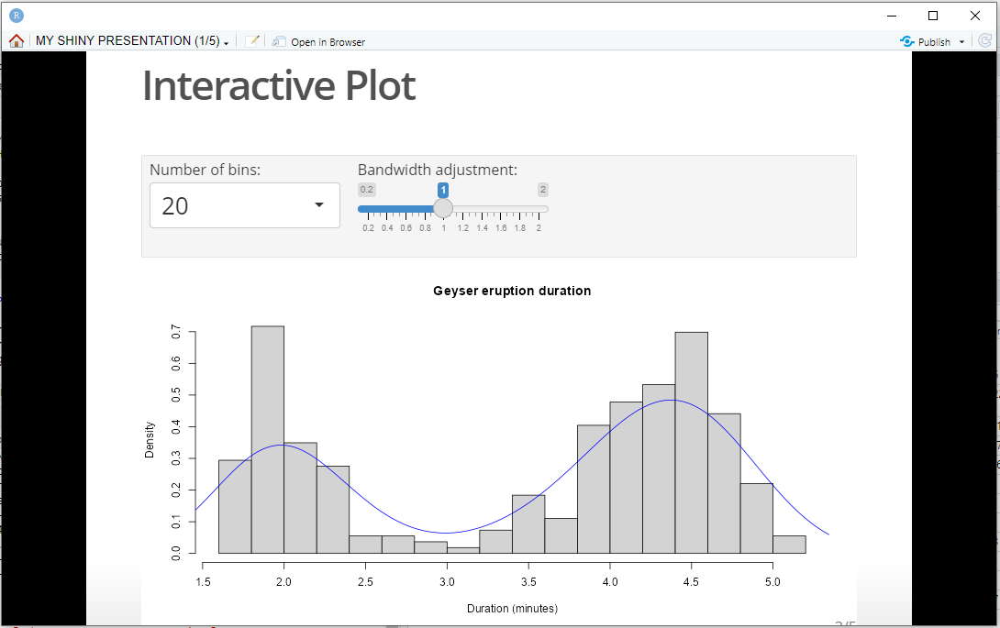 R
MY SHINY PRESENTATION (1/5)
Open in Browser
Publish
Interactive Plot
Number of bins:
Bandwidth adjustment:
20
0.2 1 2
0.2 0.4 0.6 0.8 1 1.2 1.4 1.6 1.8 2
Geyser eruption duration
0.7
0.6
0.5
0.4
0.3
0.2
0.1
0.0
Density
1.5 2.0 2.5 3.0 3.5 4.0 4.5 5.0
Duration (minutes)